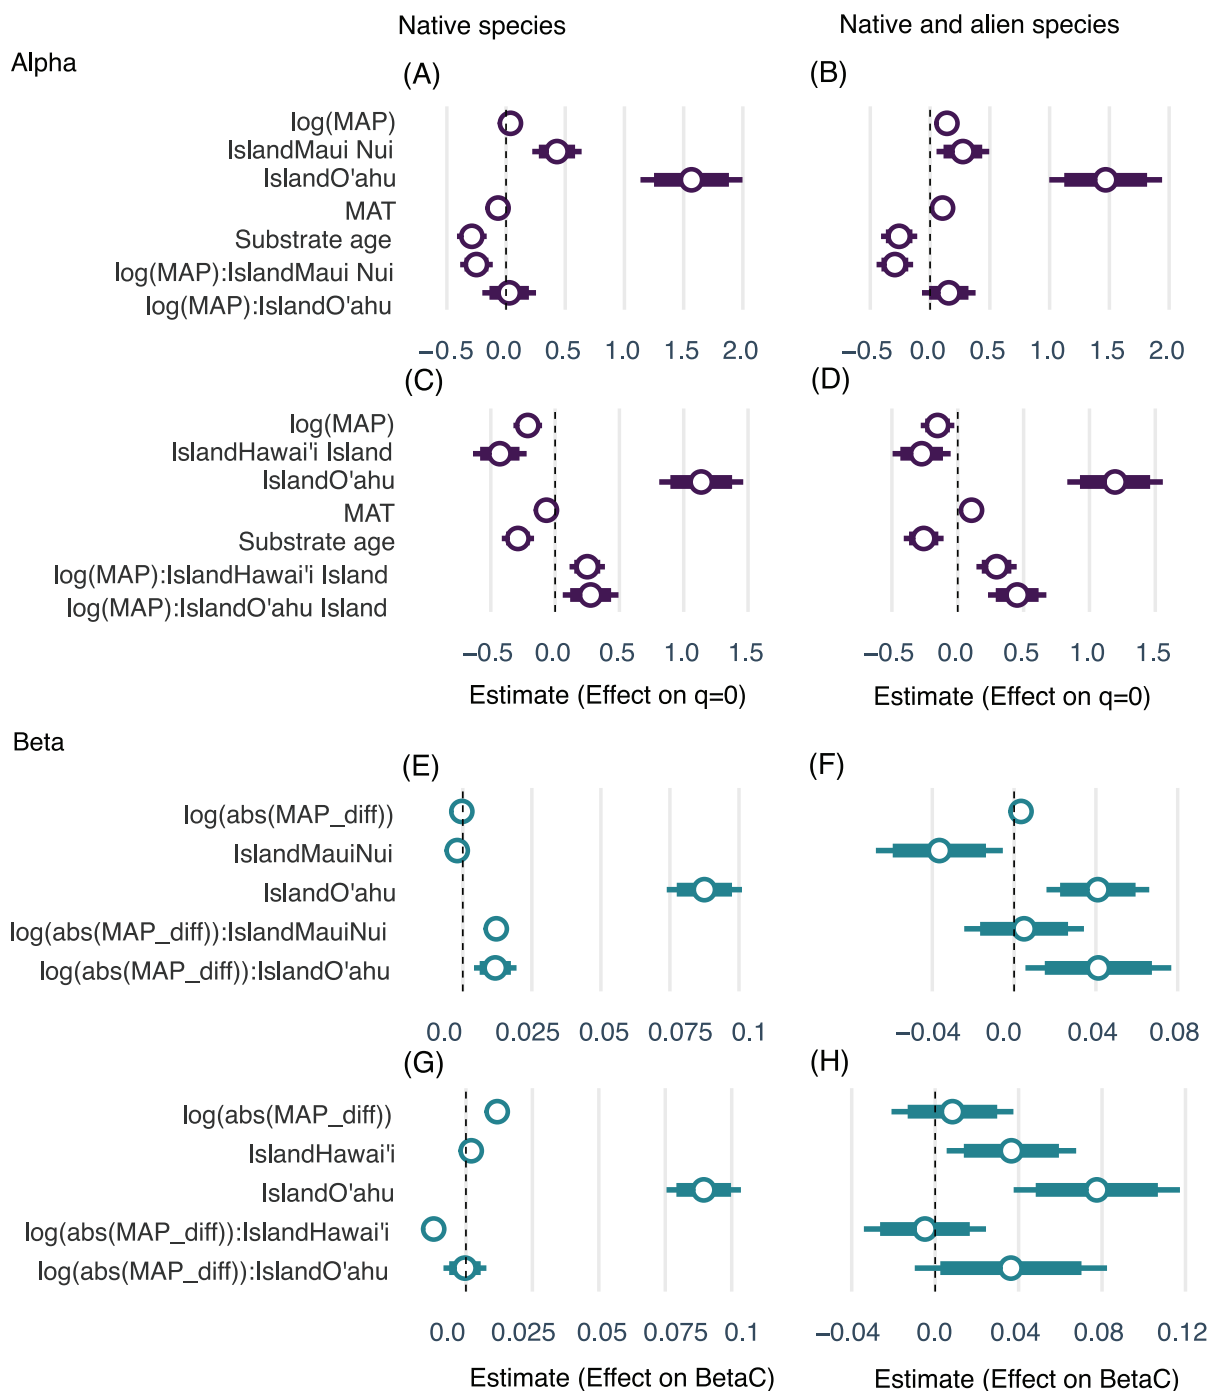 Native species
Native and alien species
Alpha
(A)
(B)
log(MAP)
IslandMaui Nui
IslandO'ahu
MAT
Substrate age
log(MAP):IslandMaui Nui
log(MAP):IslandO'ahu
−0.5 0.0 0.5 1.0 1.5 2.0
−0.5 0.0 0.5 1.0 1.5 2.0
(C)
(D)
log(MAP)
IslandHawai'i Island
IslandO'ahu
MAT
Substrate age
log(MAP):IslandHawai'i Island
log(MAP):IslandO'ahu Island
−0.5 0.0 0.5 1.0 1.5
−0.5 0.0 0.5 1.0 1.5
Estimate (Effect on q=0)
Estimate (Effect on q=0)
Beta
(E)
(F)
log(abs(MAP_diff))
IslandMauiNui
IslandO'ahu
log(abs(MAP_diff)):IslandMauiNui
log(abs(MAP_diff)):IslandO'ahu
0.0 0.025 0.075 0.1
−0.04 0.0 0.04 0.08
(G)
(H)
log(abs(MAP_diff))
IslandHawai'i
IslandO'ahu
log(abs(MAP_diff)):IslandHawai'i
log(abs(MAP_diff)):IslandO'ahu
0.0 0.025 0.075 0.1
−0.04 0.0 0.04 0.08 0.12
Estimate (Effect on BetaC)
Estimate (Effect on BetaC)